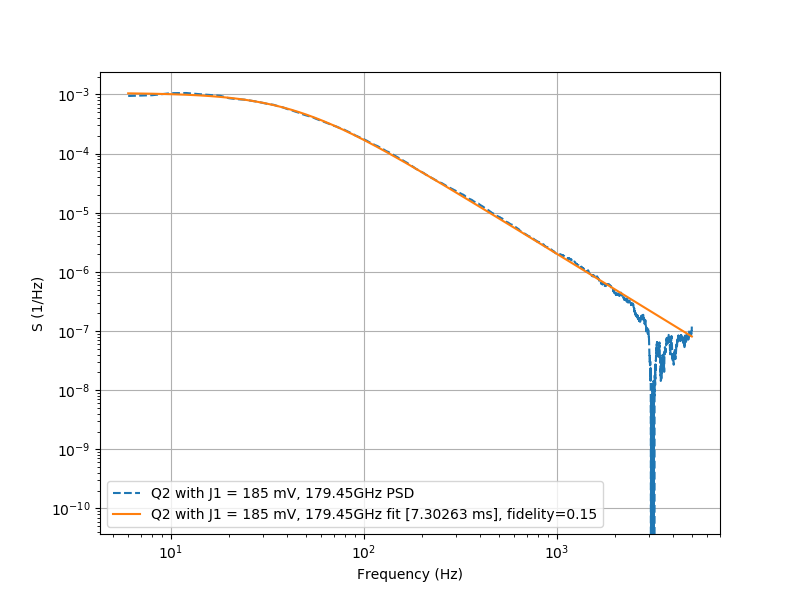 10⁻³
10⁻⁴
10⁻⁵
10⁻⁶
10⁻⁷
10⁻⁸
10⁻⁹
10⁻¹⁰
S (1/Hz)
Q2 with J1 = 185 mV, 179.45GHz PSD
Q2 with J1 = 185 mV, 179.45GHz fit [7.30263 ms], fidelity=0.15
10¹ 10² 10³
Frequency (Hz)